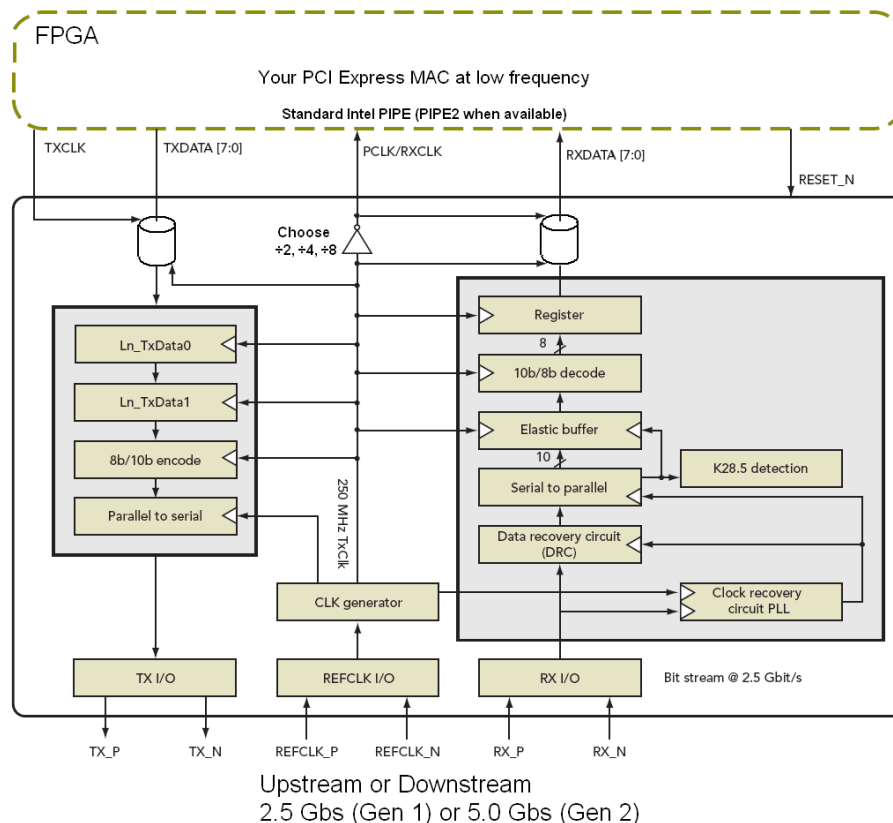 FPGA
Your PCI Express MAC at low frequency
Standard Intel PIPE (PIPE2 when available)
TXCLK
TXDATA [7:0]
PCLK/RXCLK
RXDATA [7:0]
RESET_N
Choose
÷2, ÷4, ÷8
Ln_TxData0
Ln_TxData1
8b/10b encode
Parallel to serial
250 MHz TxClk
Register
8
10b/8b decode
Elastic buffer
10
K28.5 detection
Serial to parallel
Data recovery circuit
(DRC)
CLK generator
Clock recovery
circuit PLL
TX I/O
REFCLK I/O
RX I/O
Bit stream @ 2.5 Gbit/s
TX_P
TX_N
REFCLK_P
REFCLK_N
RX_P
RX_N
Upstream or Downstream
2.5 Gbs (Gen 1) or 5.0 Gbs (Gen 2)